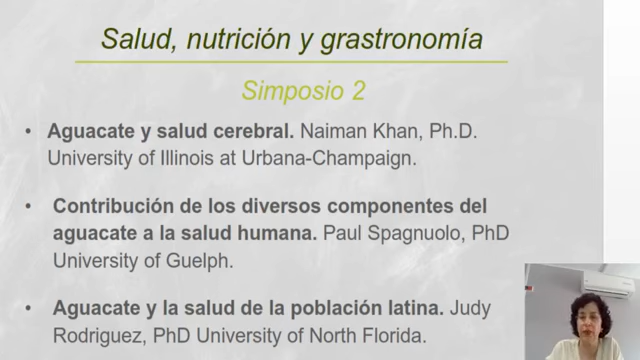 Salud, nutrición y grastronomía
Simposio 2
• Aguacate y salud cerebral. Naiman Khan, Ph.D.
University of Illinois at Urbana-Champaign.
• Contribución de los diversos componentes del
aguacate a la salud humana. Paul Spagnuolo, PhD
University of Guelph.
• Aguacate y la salud de la población latina. Judy
Rodriguez, PhD University of North Florida.